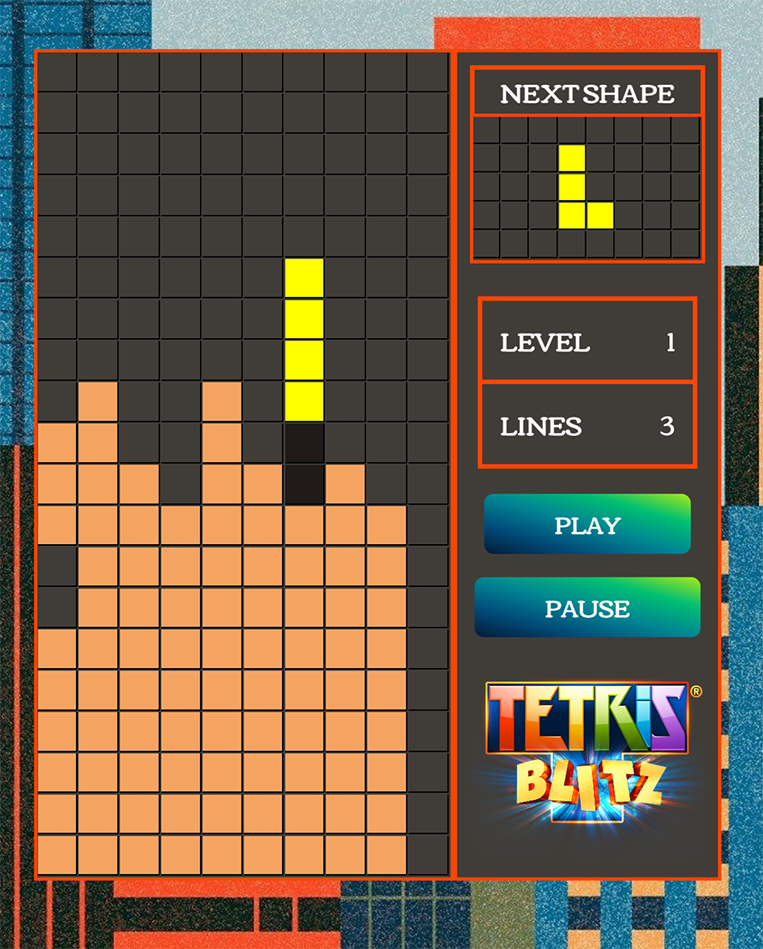 NEXT SHAPE
LEVEL 1
LINES 3
PLAY
PAUSE
TETRIS®
BLITZ